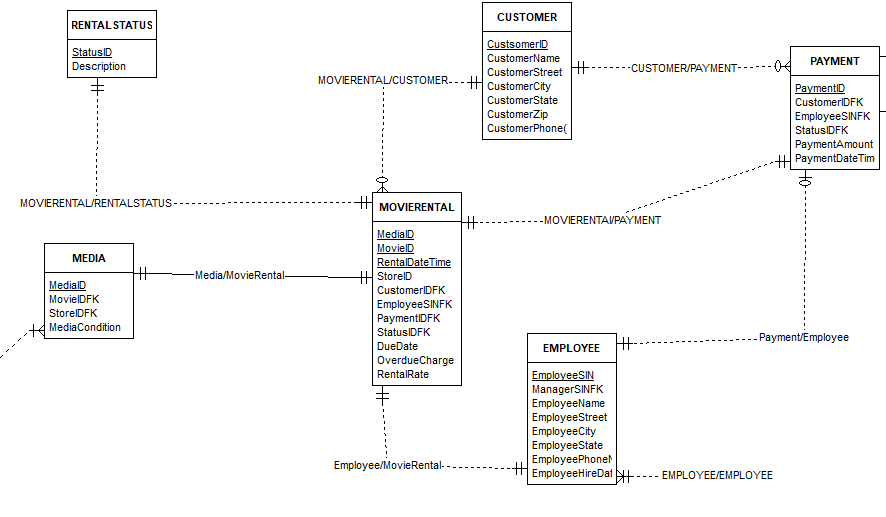 RENTALSTATUS
StatusID
Description
CUSTOMER
CustsomerID
CustomerName
CustomerStreet
CustomerCity
CustomerState
CustomerZip
CustomerPhone(
PAYMENT
PaymentID
CustomerIDFK
EmployeeSINFK
StatusIDFK
PaymentAmount
PaymentDateTim
MOVIERENTAL/CUSTOMER
CUSTOMER/PAYMENT
MOVIERENTAL/RENTALSTATUS
MOVIERENTAL
MediaID
MovieID
RentalDateTime
StoreID
CustomerIDFK
EmployeeSINFK
PaymentIDFK
StatusIDFK
DueDate
OverdueCharge
RentalRate
MOVIERENTAl/PAYMENT
MEDIA
MediaID
MovieIDFK
StoreIDFK
MediaCondition
Media/MovieRental
EMPLOYEE
EmployeeSIN
ManagerSINFK
EmployeeName
EmployeeStreet
EmployeeCity
EmployeeState
EmployeePhoneN
EmployeeHireDat
Payment/Employee
Employee/MovieRental
EMPLOYEE/EMPLOYEE